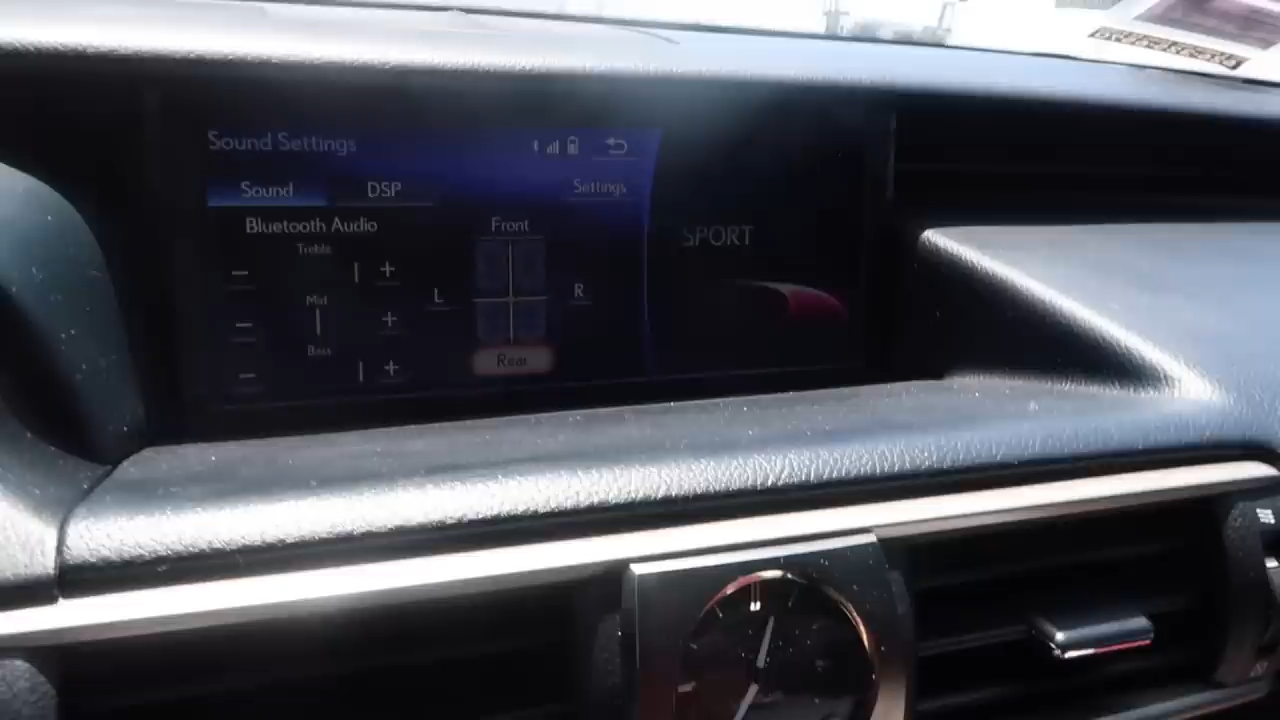 Sound Settings
Sound DSP Settings
Bluetooth Audio Front
Treble
− +
L R
Mid
− +
Bass
− +
Rear
SPORT